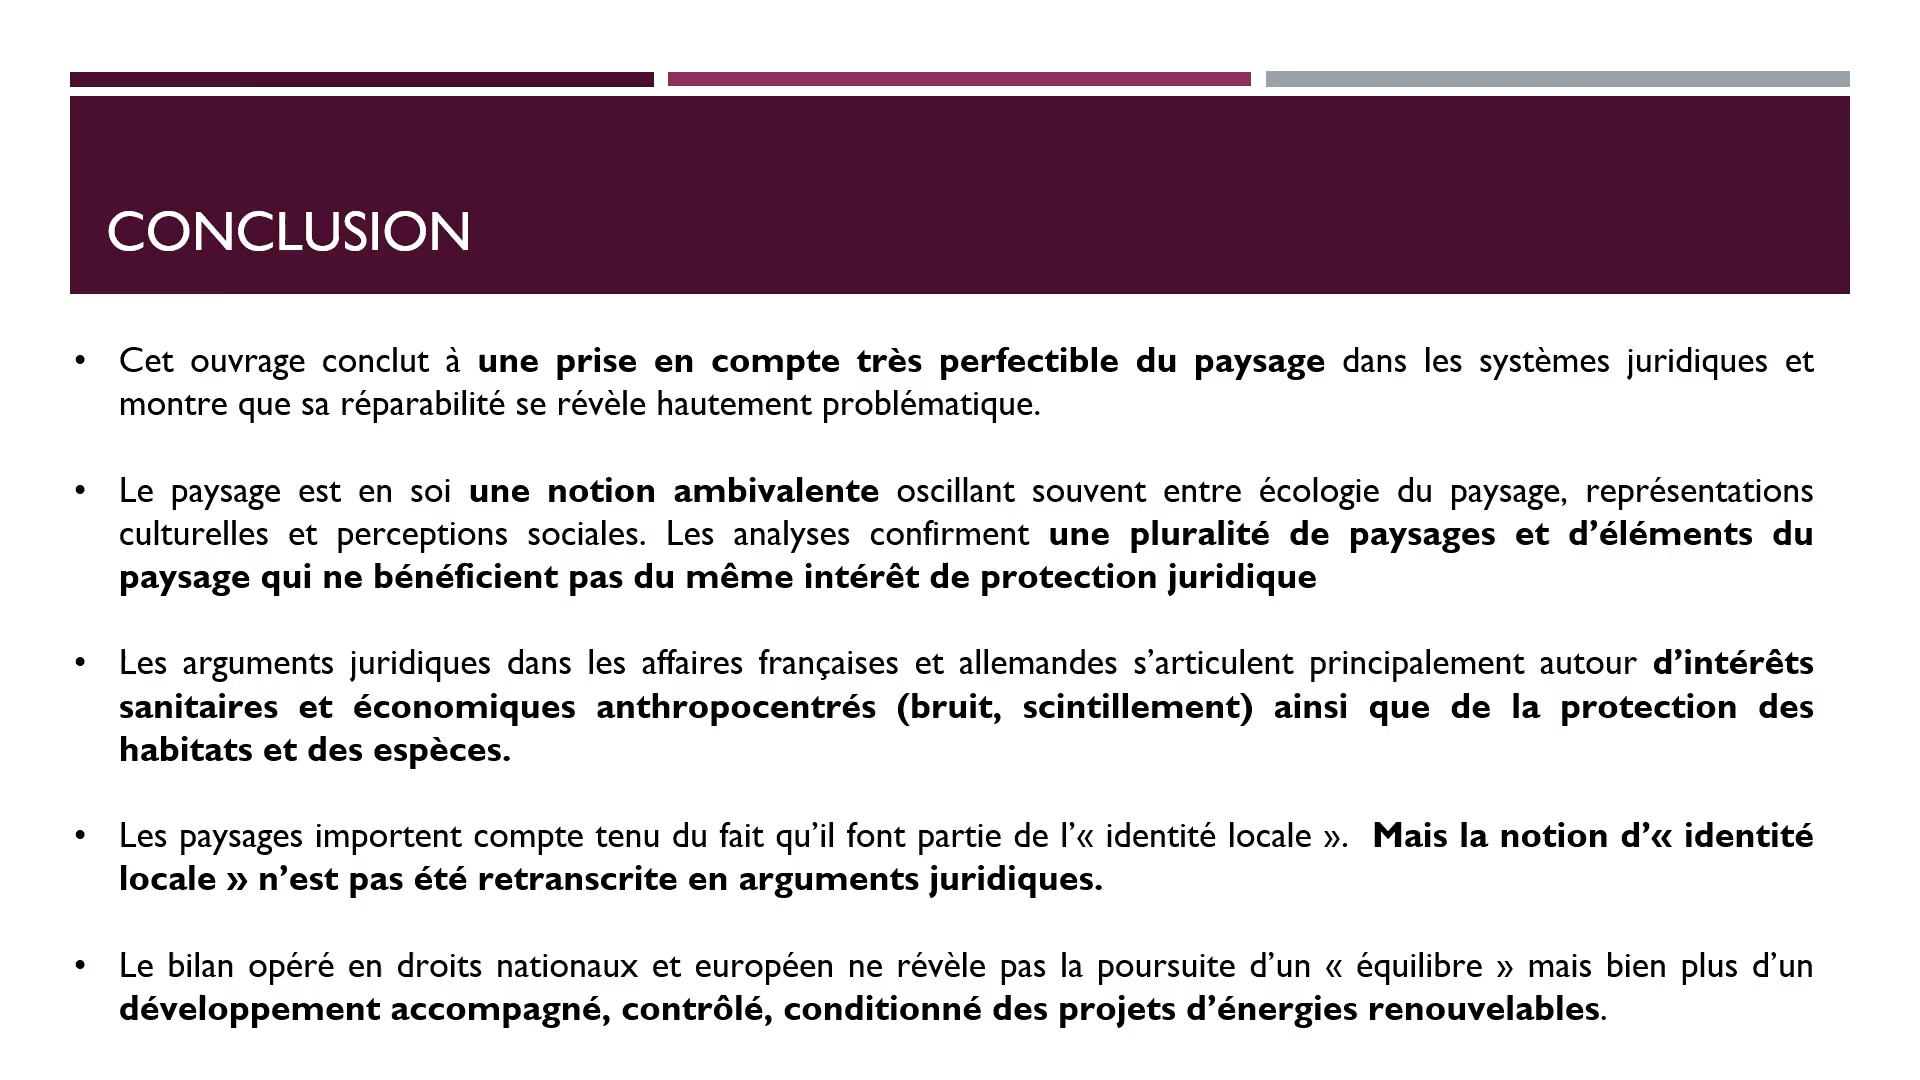 CONCLUSION
• Cet ouvrage conclut à une prise en compte très perfectible du paysage dans les systèmes juridiques et
montre que sa réparabilité se révèle hautement problématique.
• Le paysage est en soi une notion ambivalente oscillant souvent entre écologie du paysage, représentations
culturelles et perceptions sociales. Les analyses confirment une pluralité de paysages et d’éléments du
paysage qui ne bénéficient pas du même intérêt de protection juridique
• Les arguments juridiques dans les affaires françaises et allemandes s’articulent principalement autour d’intérêts
sanitaires et économiques anthropocentrés (bruit, scintillement) ainsi que de la protection des
habitats et des espèces.
• Les paysages importent compte tenu du fait qu’il font partie de l’« identité locale ». Mais la notion d’« identité
locale » n’est pas été retranscrite en arguments juridiques.
• Le bilan opéré en droits nationaux et européen ne révèle pas la poursuite d’un « équilibre » mais bien plus d’un
développement accompagné, contrôlé, conditionné des projets d’énergies renouvelables.